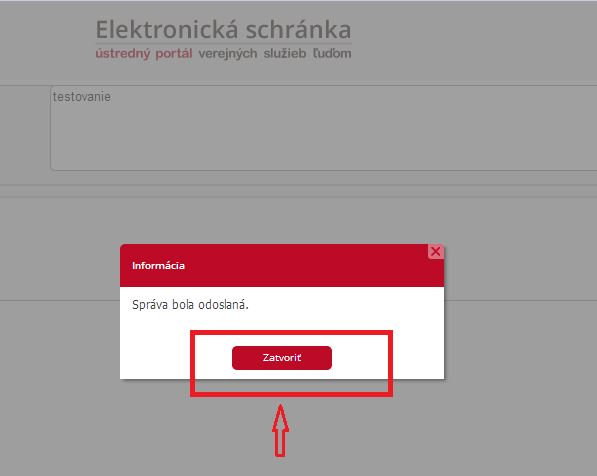 Elektronická schránka
ústredný portál verejných služieb ľuďom
testovanie
Informácia
Správa bola odoslaná.
Zatvoriť